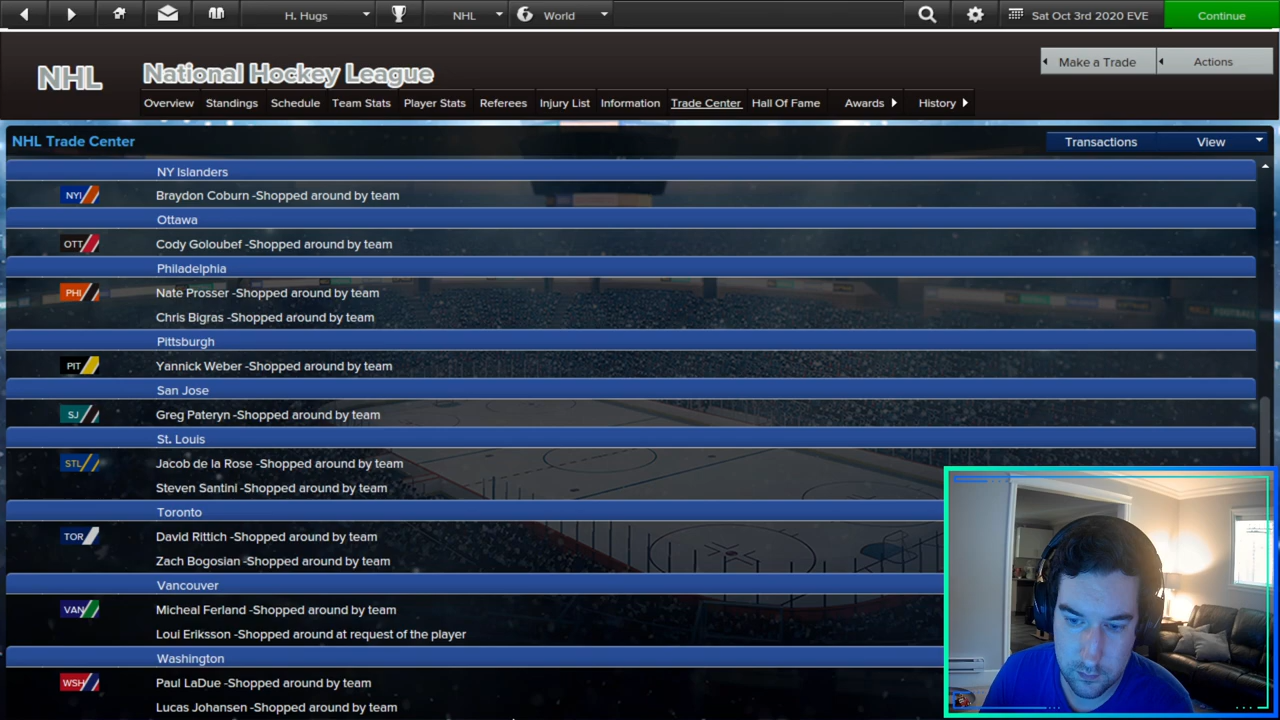 H. Hugs
NHL
World
Sat Oct 3rd 2020 EVE
Continue
NHL
National Hockey League
Make a Trade
Actions
Overview
Standings
Schedule
Team Stats
Player Stats
Referees
Injury List
Information
Trade Center
Hall Of Fame
Awards
History
NHL Trade Center
Transactions
View
NY Islanders
NYI
Braydon Coburn -Shopped around by team
Ottawa
OTT
Cody Goloubef -Shopped around by team
Philadelphia
PHI
Nate Prosser -Shopped around by team
Chris Bigras -Shopped around by team
Pittsburgh
PIT
Yannick Weber -Shopped around by team
San Jose
SJ
Greg Pateryn -Shopped around by team
St. Louis
STL
Jacob de la Rose -Shopped around by team
Steven Santini -Shopped around by team
Toronto
TOR
David Rittich -Shopped around by team
Zach Bogosian -Shopped around by team
Vancouver
VAN
Micheal Ferland -Shopped around by team
Loui Eriksson -Shopped around at request of the player
Washington
WSH
Paul LaDue -Shopped around by team
Lucas Johansen -Shopped around by team